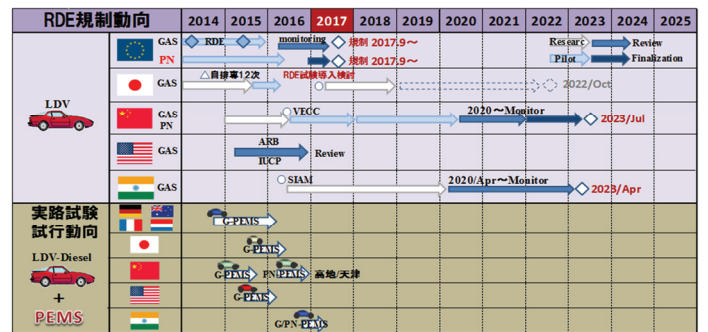 RDE規制動向 2014 2015 2016 2017 2018 2019 2020 2021 2022 2023 2024 2025
LDV
GAS RDE monitoring 規制 2017.9〜 Researc Review
PN 規制 2017.9〜 Pilot Finalization
GAS △自排専12次 RDE試験導入検討 2022/Oct
GAS VECC 2020〜Monitor 2023/Jul
PN
GAS ARB Review
IUCP
GAS SIAM 2020/Apr〜Monitor 2023/Apr
実路試験
試行動向
LDV-Diesel
+
PEMS
G-PEMS
G-PEMS
G-PEMS PN-PEMS 高地/天津
G-PEMS
G/PN-PEMS